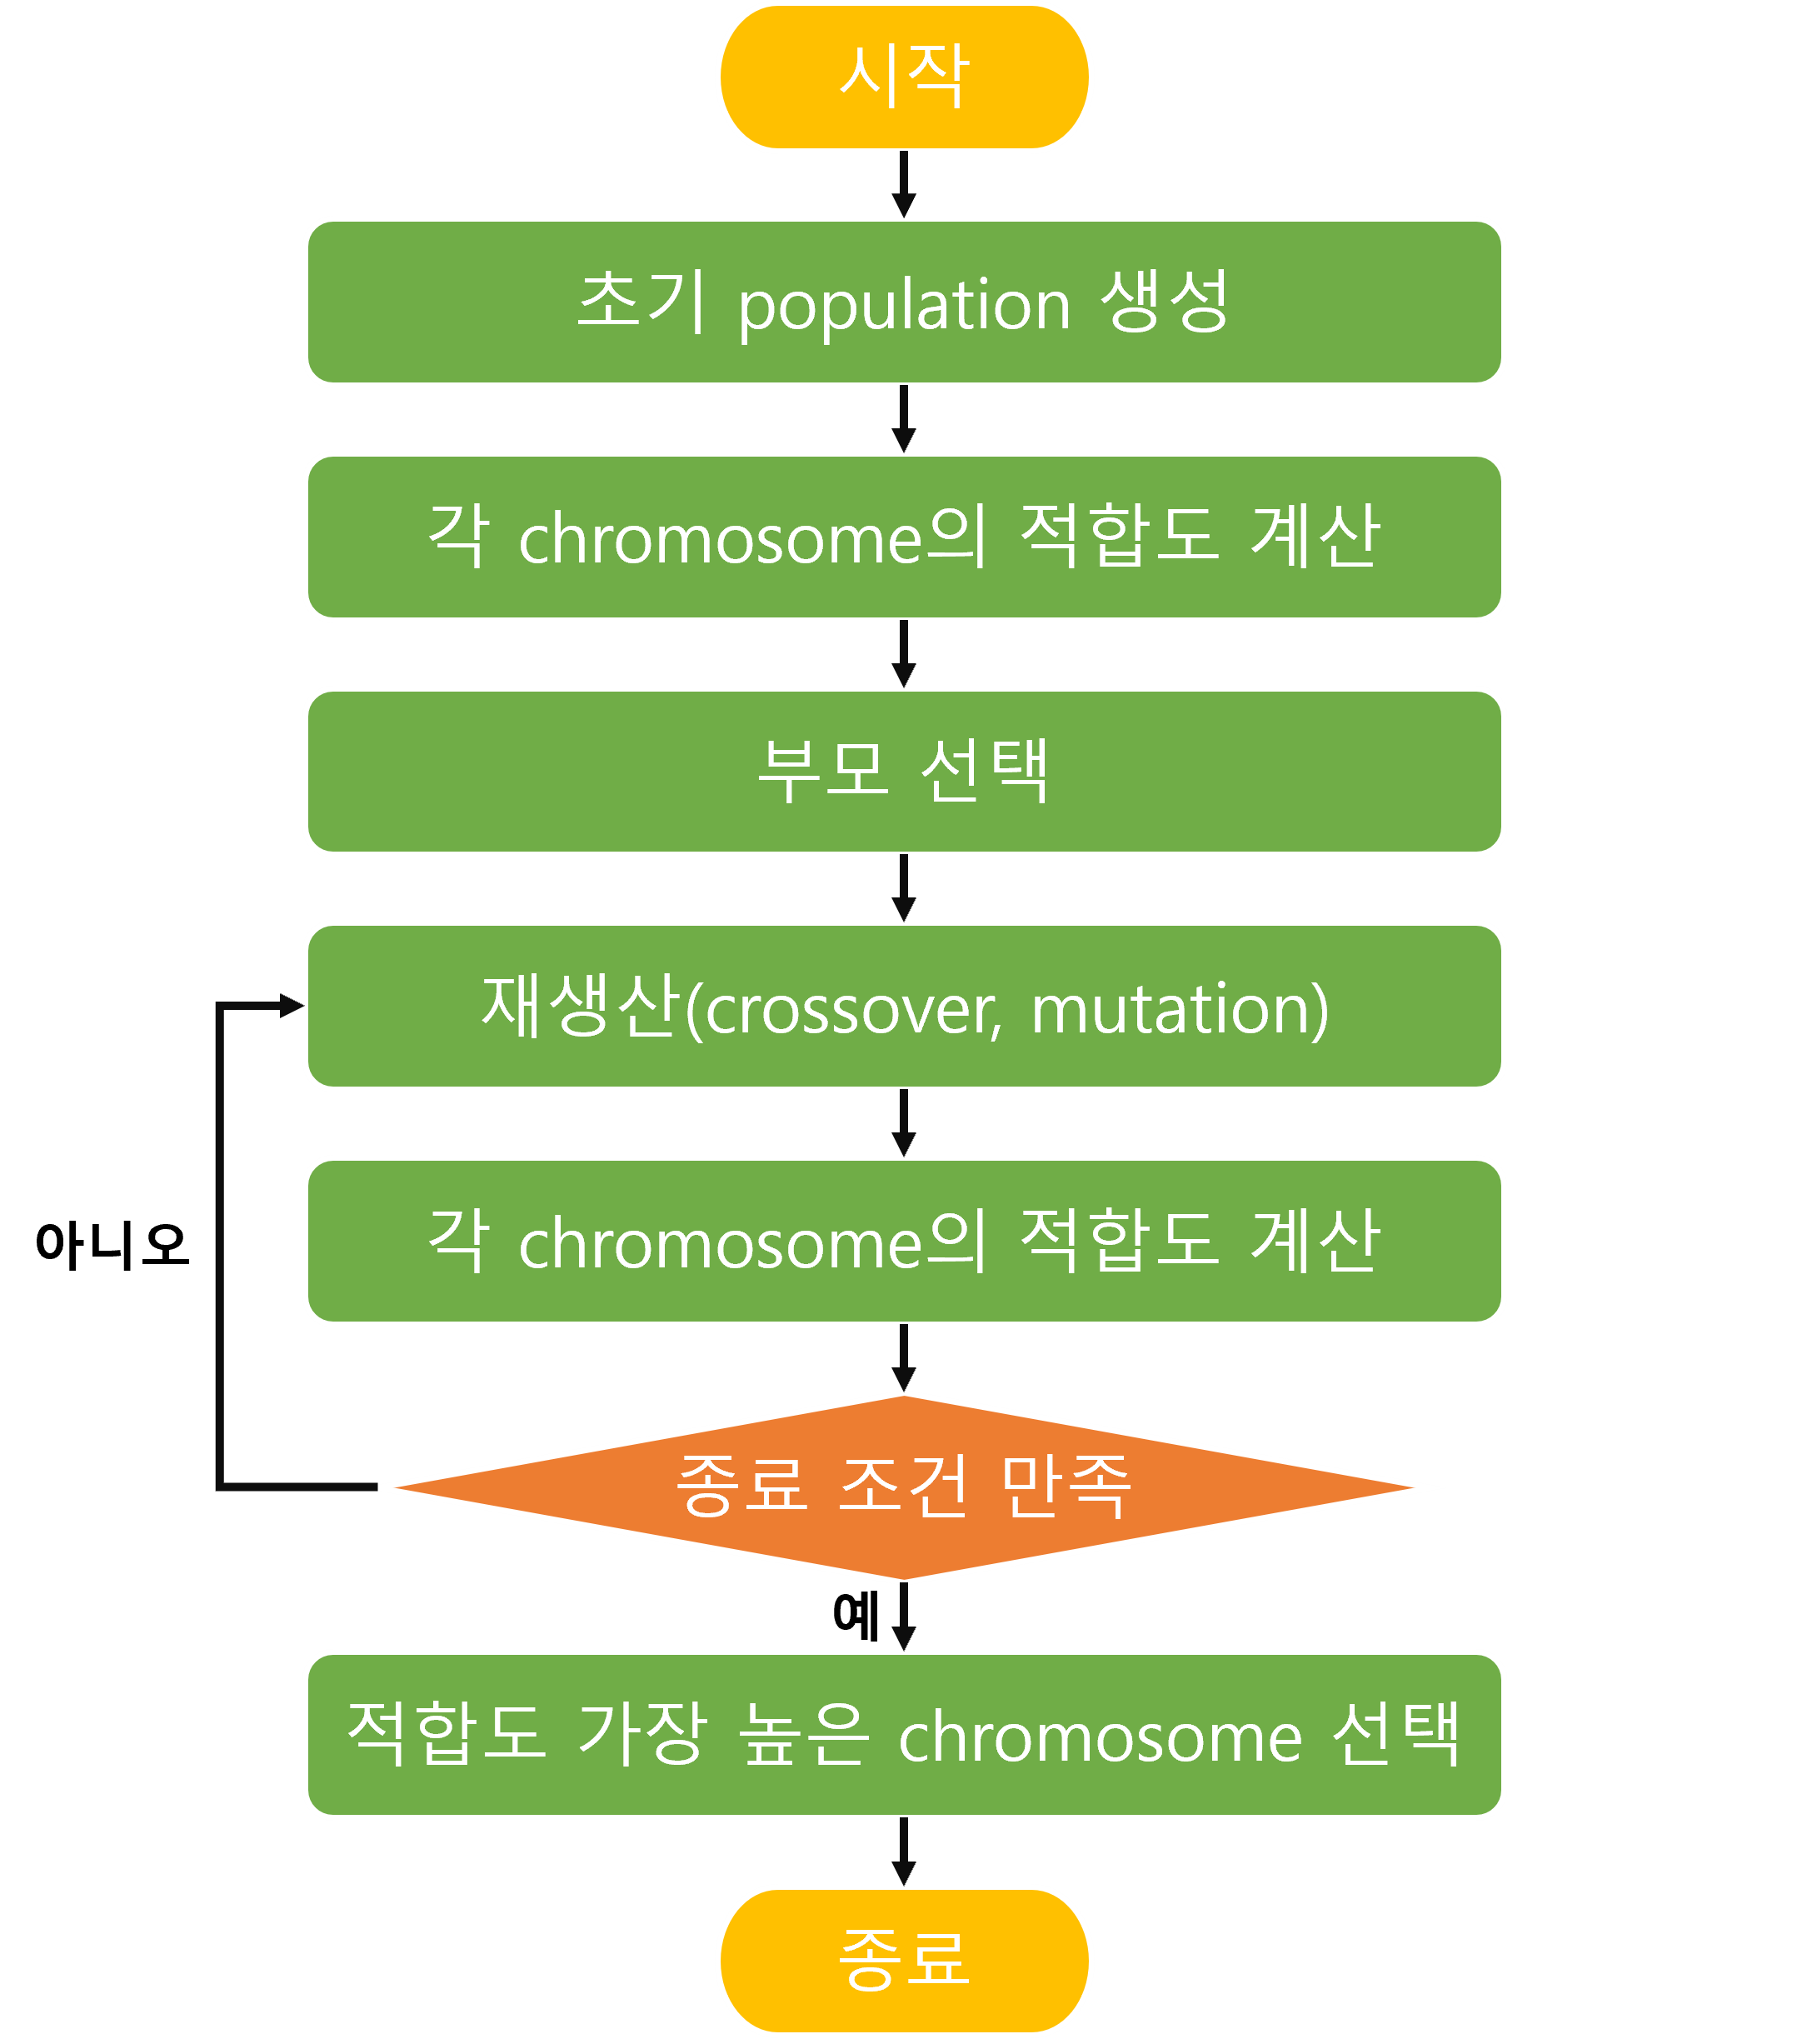 시작
초기 population 생성
각 chromosome의 적합도 계산
부모 선택
재생산(crossover, mutation)
각 chromosome의 적합도 계산
아니오
종료 조건 만족
예
적합도 가장 높은 chromosome 선택
종료